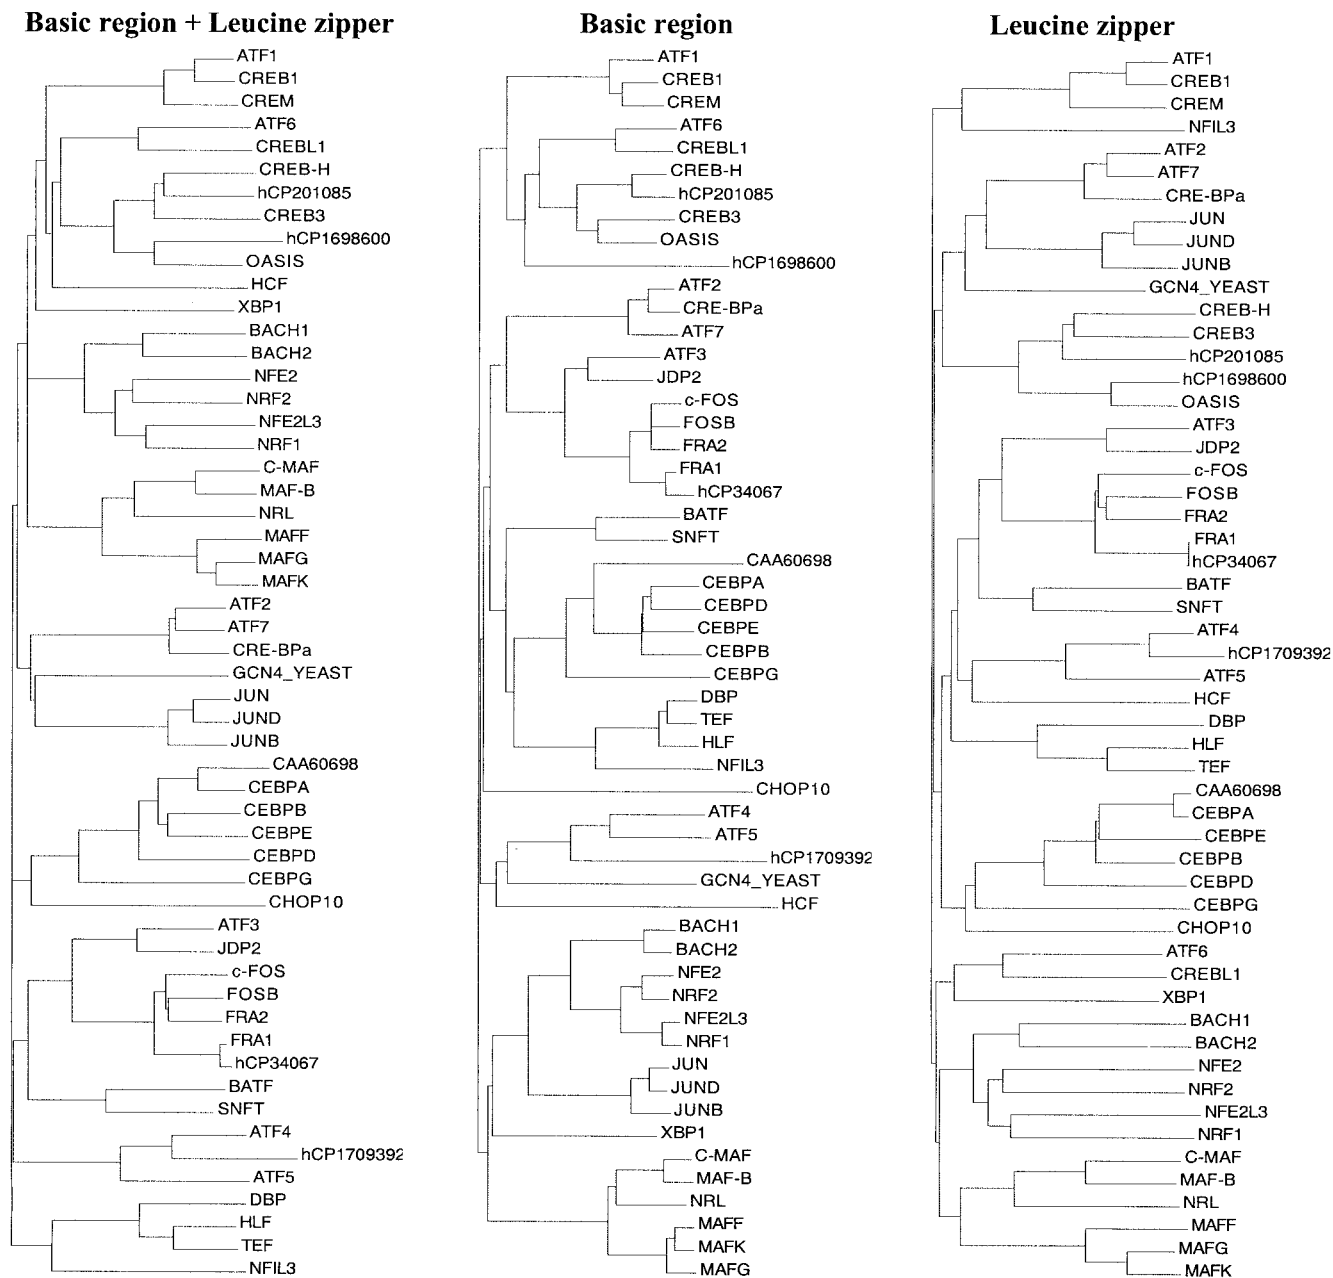 Basic region + Leucine zipper
ATF1
CREB1
CREM
ATF6
CREBL1
CREB-H
hCP201085
CREB3
hCP1698600
OASIS
HCF
XBP1
BACH1
BACH2
NFE2
NRF2
NFE2L3
NRF1
C-MAF
MAF-B
NRL
MAFF
MAFG
MAFK
ATF2
ATF7
CRE-BPa
GCN4_YEAST
JUN
JUND
JUNB
CAA60698
CEBPA
CEBPB
CEBPE
CEBPD
CEBPG
CHOP10
ATF3
JDP2
c-FOS
FOSB
FRA2
FRA1
hCP34067
BATF
SNFT
ATF4
hCP1709392
ATF5
DBP
HLF
TEF
NFIL3
Basic region
ATF1
CREB1
CREM
ATF6
CREBL1
CREB-H
hCP201085
CREB3
OASIS
hCP1698600
ATF2
CRE-BPa
ATF7
ATF3
JDP2
c-FOS
FOSB
FRA2
FRA1
hCP34067
BATF
SNFT
CAA60698
CEBPA
CEBPD
CEBPE
CEBPB
CEBPG
DBP
TEF
HLF
NFIL3
CHOP10
ATF4
ATF5
hCP1709392
GCN4_YEAST
HCF
BACH1
BACH2
NFE2
NRF2
NFE2L3
NRF1
JUN
JUND
JUNB
XBP1
C-MAF
MAF-B
NRL
MAFF
MAFK
MAFG
Leucine zipper
ATF1
CREB1
CREM
NFIL3
ATF2
ATF7
CRE-BPa
JUN
JUND
JUNB
GCN4_YEAST
CREB-H
CREB3
hCP201085
hCP1698600
OASIS
ATF3
JDP2
c-FOS
FOSB
FRA2
FRA1
hCP34067
BATF
SNFT
ATF4
hCP1709392
ATF5
HCF
DBP
HLF
TEF
CAA60698
CEBPA
CEBPE
CEBPB
CEBPD
CEBPG
CHOP10
ATF6
CREBL1
XBP1
BACH1
BACH2
NFE2
NRF2
NFE2L3
NRF1
C-MAF
MAF-B
NRL
MAFF
MAFG
MAFK